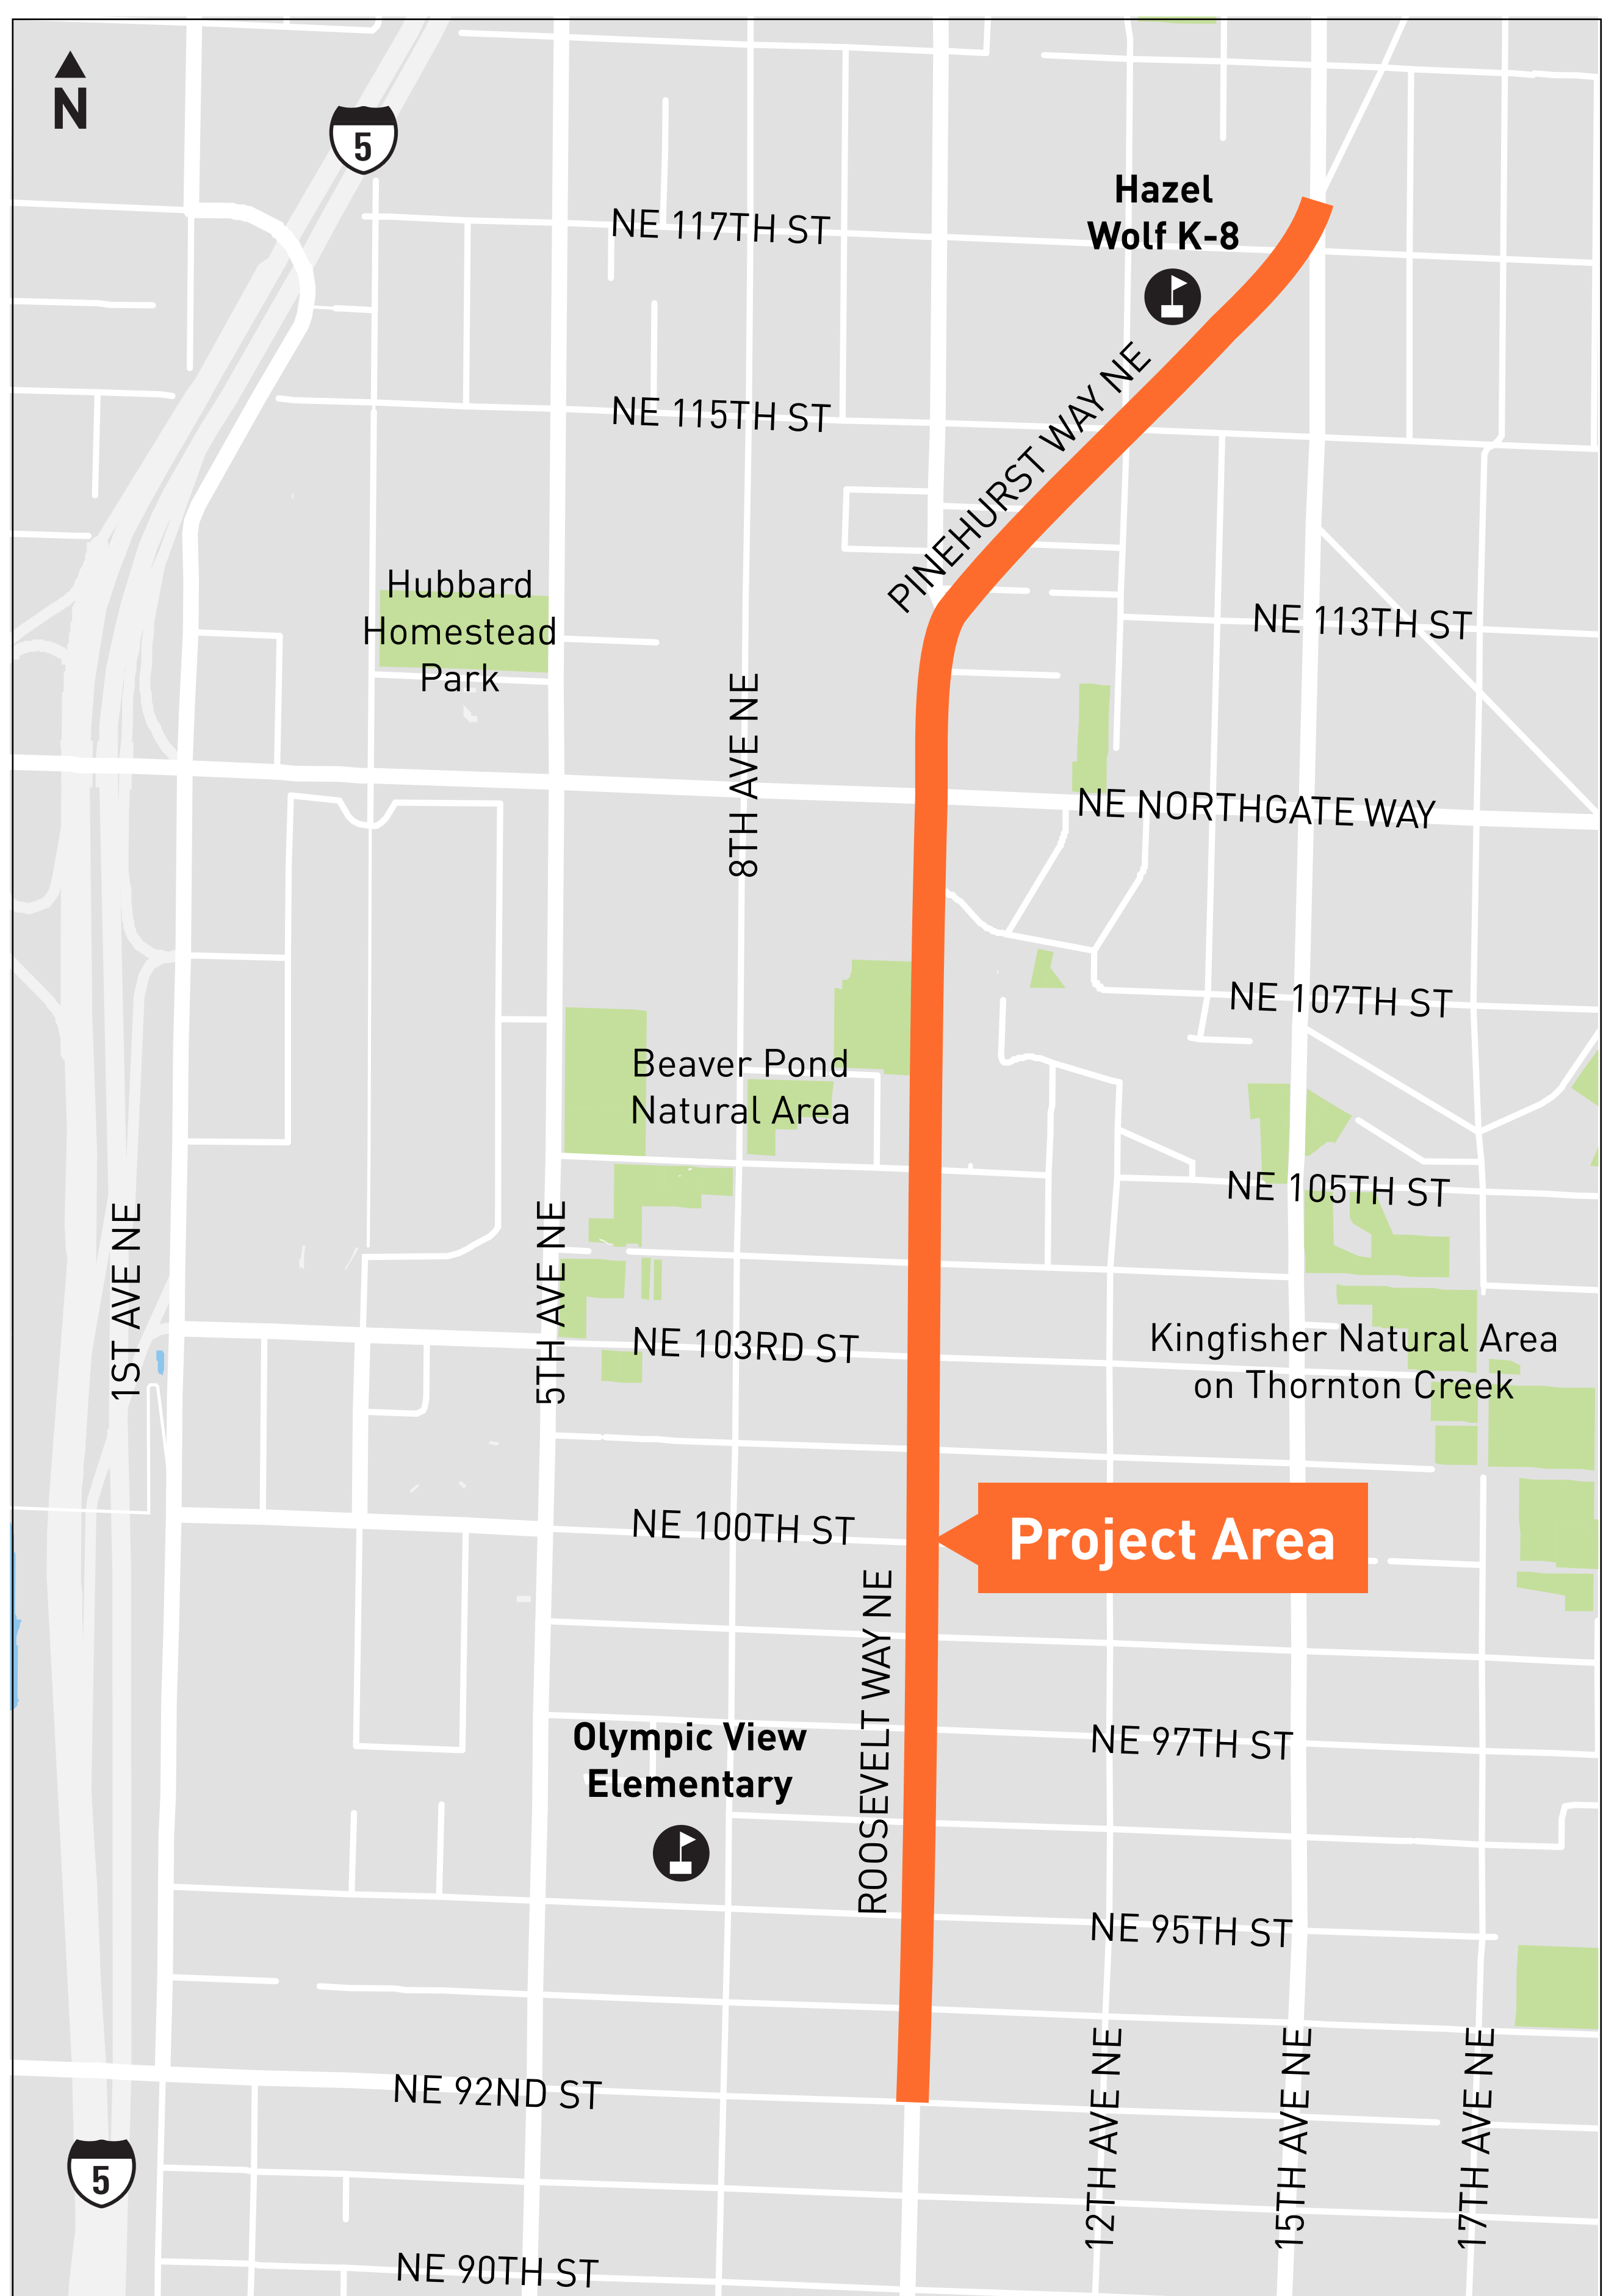 N
5
Hazel
Wolf K-8
NE 117TH ST
PINEHURST WAY NE
NE 115TH ST
Hubbard
Homestead
Park
NE 113TH ST
8TH AVE NE
NE NORTHGATE WAY
NE 107TH ST
Beaver Pond
Natural Area
NE 105TH ST
1ST AVE NE
5TH AVE NE
NE 103RD ST
Kingfisher Natural Area
on Thornton Creek
NE 100TH ST
Project Area
ROOSEVELT WAY NE
Olympic View
Elementary
NE 97TH ST
NE 95TH ST
NE 92ND ST
12TH AVE NE
15TH AVE NE
17TH AVE NE
5
NE 90TH ST